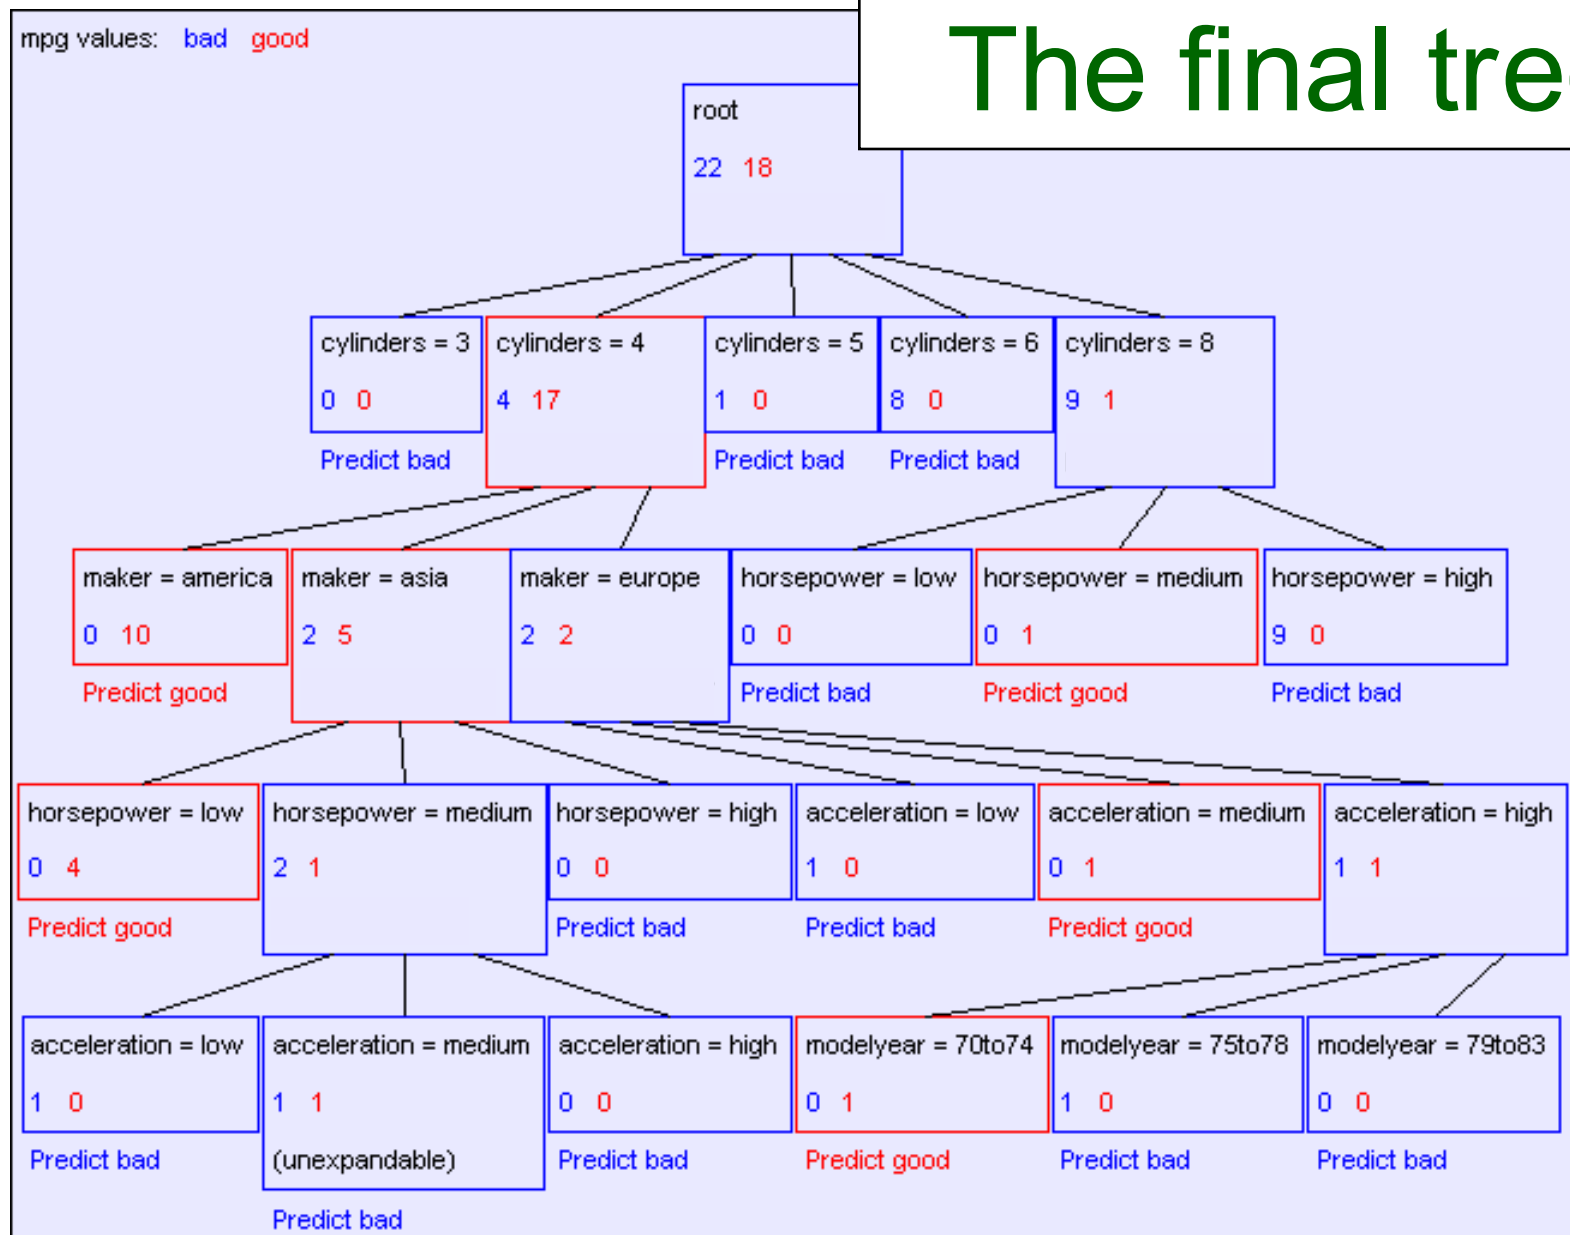 The final tre
mpg values: bad good
root
22 18
cylinders = 3 cylinders = 4 cylinders = 5 cylinders = 6 cylinders = 8
0 0 4 17 1 0 8 0 9 1
Predict bad Predict bad Predict bad
maker = america maker = asia maker = europe horsepower = low horsepower = medium horsepower = high
0 10 2 5 2 2 0 0 0 1 9 0
Predict good Predict bad Predict good Predict bad
horsepower = low horsepower = medium horsepower = high acceleration = low acceleration = medium acceleration = high
0 4 2 1 0 0 1 0 0 1 1 1
Predict good Predict bad Predict bad Predict good
acceleration = low acceleration = medium acceleration = high modelyear = 70to74 modelyear = 75to78 modelyear = 79to83
1 0 1 1 0 0 0 1 1 0 0 0
Predict bad (unexpandable) Predict bad Predict good Predict bad Predict bad
Predict bad